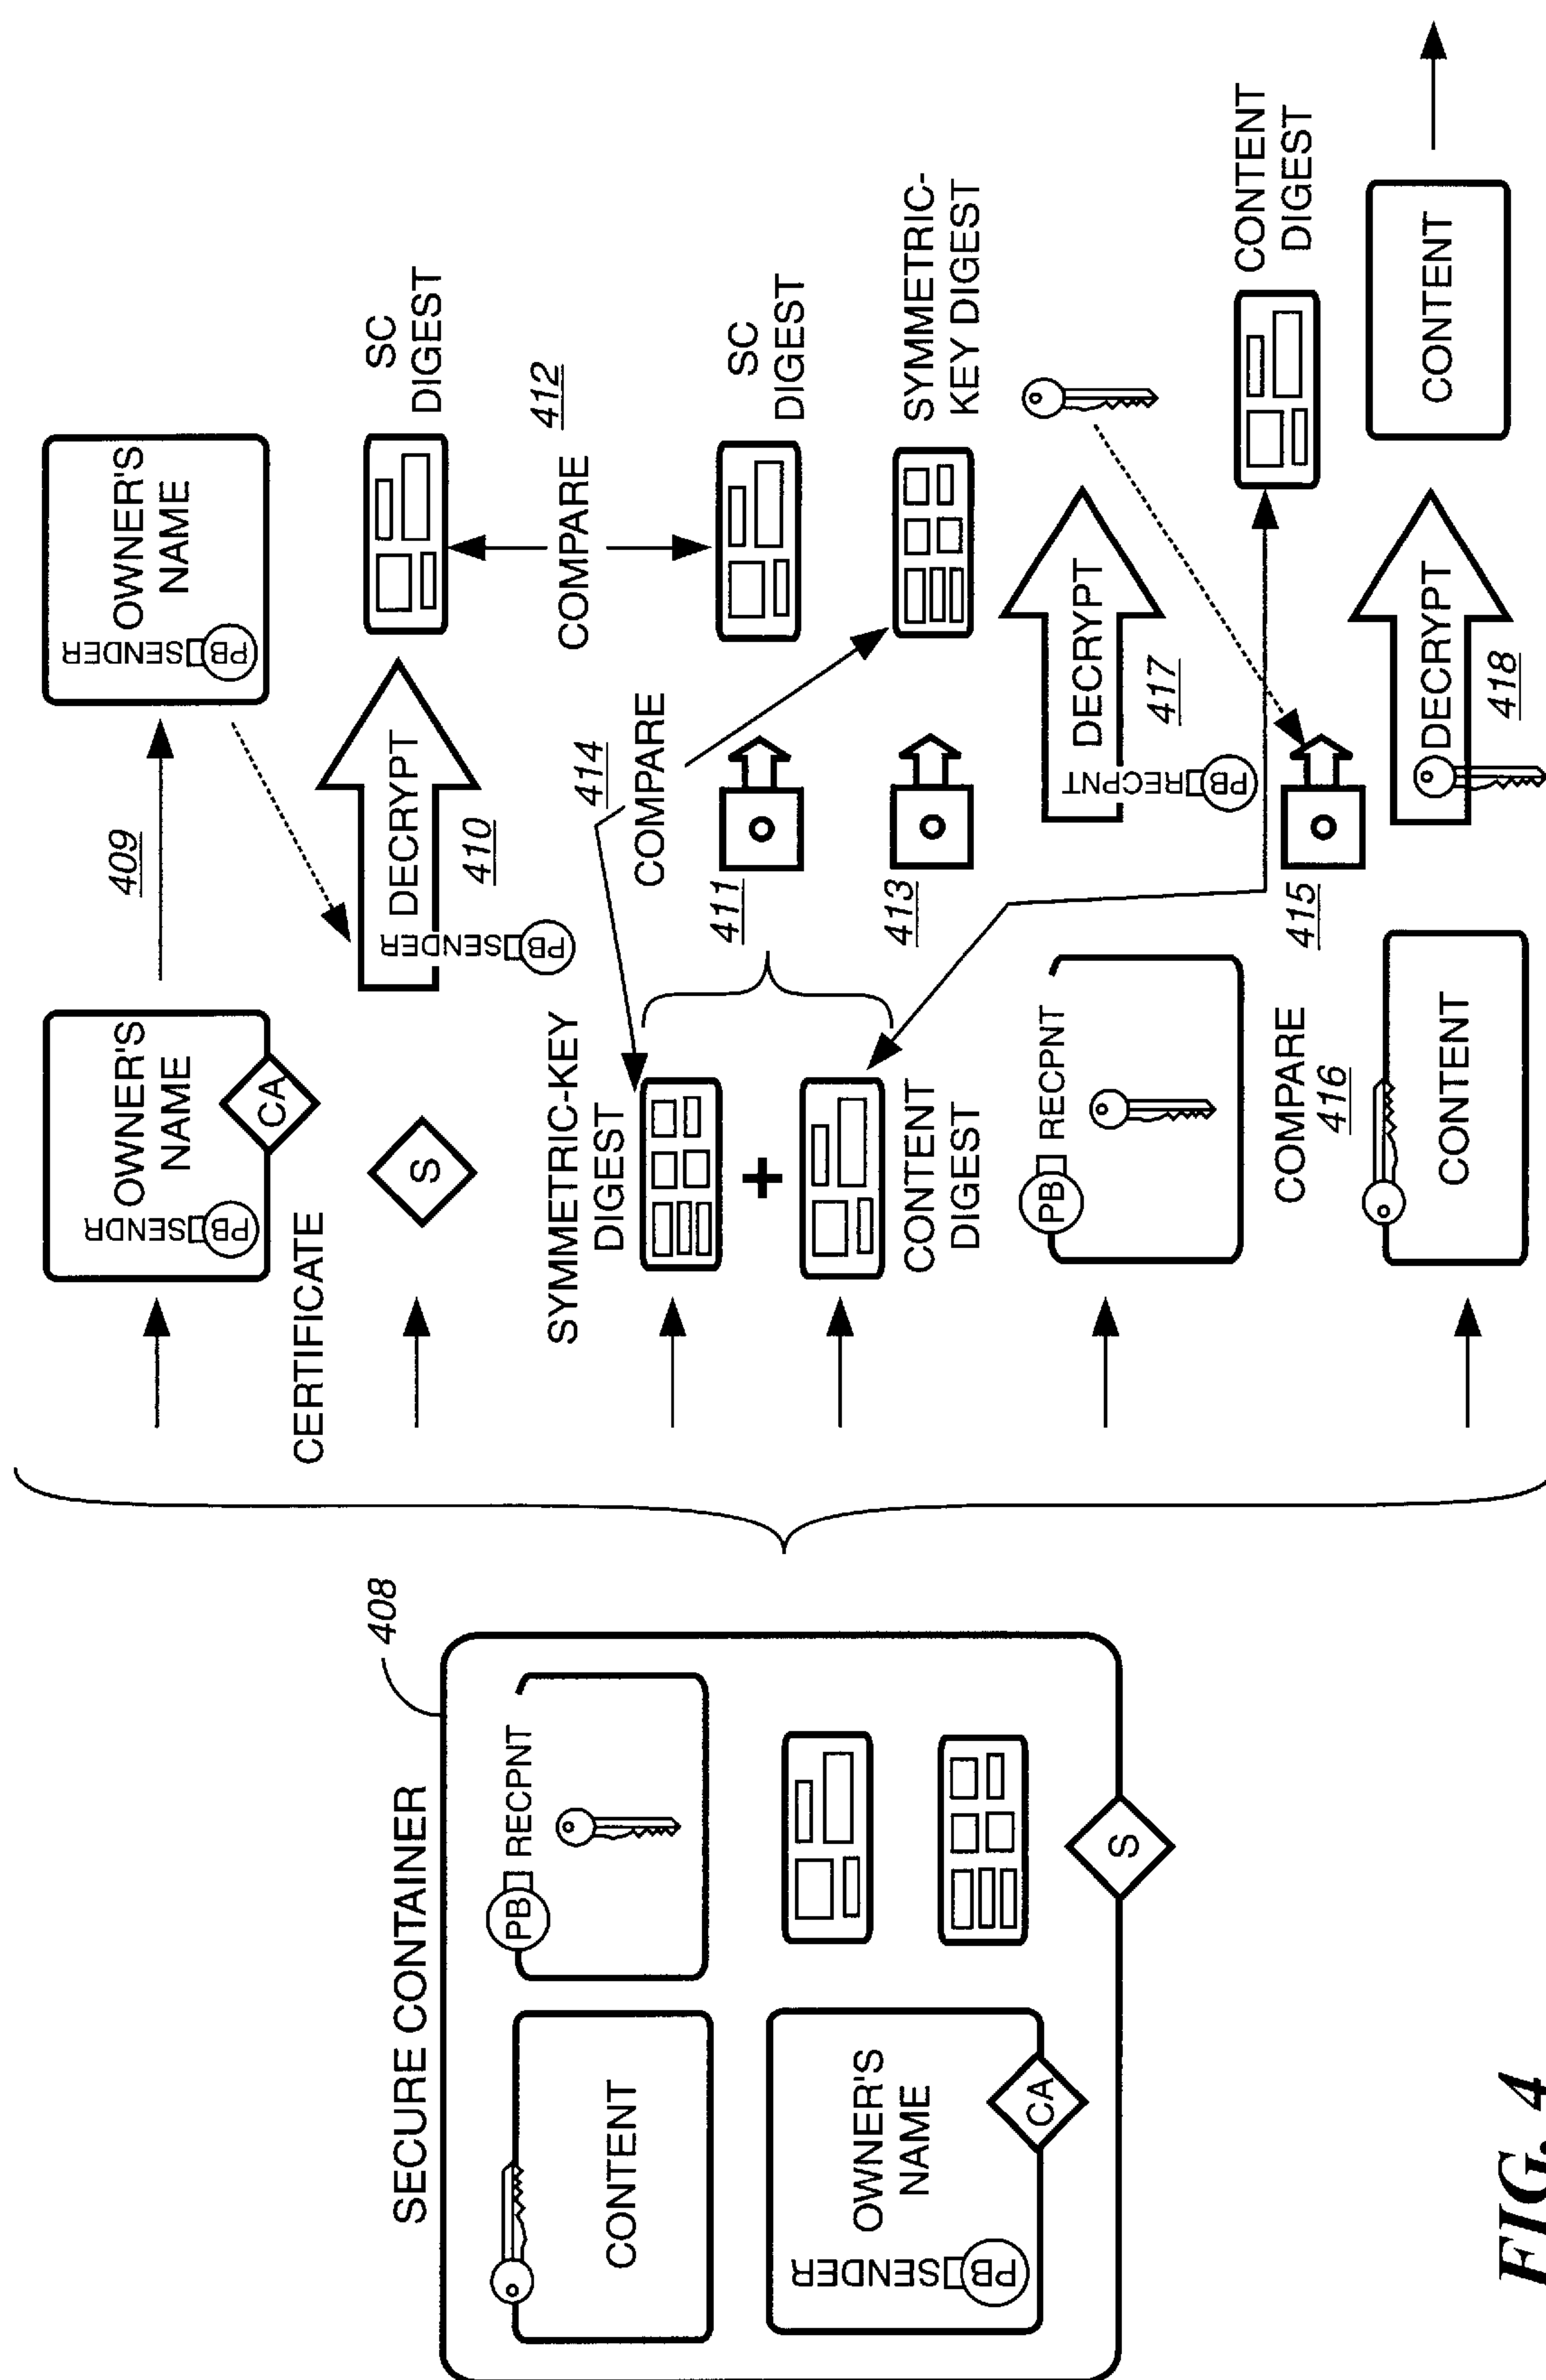 SECURE CONTAINER
408
CONTENT
PB RECPNT
OWNER'S
NAME
SENDER
PB
CA
S
OWNER'S
NAME
SENDR
PB
CA
CERTIFICATE
409
OWNER'S
NAME
SENDER
PB
S
DECRYPT
SENDER
PB
410
SC
DIGEST
COMPARE
412
SYMMETRIC-KEY
DIGEST
414
COMPARE
+
411
SC
DIGEST
CONTENT
DIGEST
413
SYMMETRIC-
KEY DIGEST
PB RECPNT
DECRYPT
RECPNT
PB
417
COMPARE
416
415
CONTENT
DIGEST
CONTENT
DECRYPT
418
CONTENT
FIG. 4